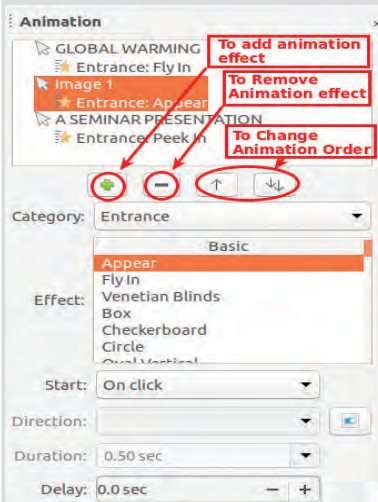 Animation
GLOBAL WARMING
Entrance: Fly In
Image 1
Entrance: Appear
A SEMINAR PRESENTATION
Entrance: Peek In
To add animation
effect
To Remove
Animation effect
To Change
Animation Order
Category: Entrance
Basic
Appear
Fly In
Venetian Blinds
Box
Checkerboard
Circle
Oval Vertical
Effect:
Start: On click
Direction:
Duration: 0.50 sec
Delay: 0.0 sec